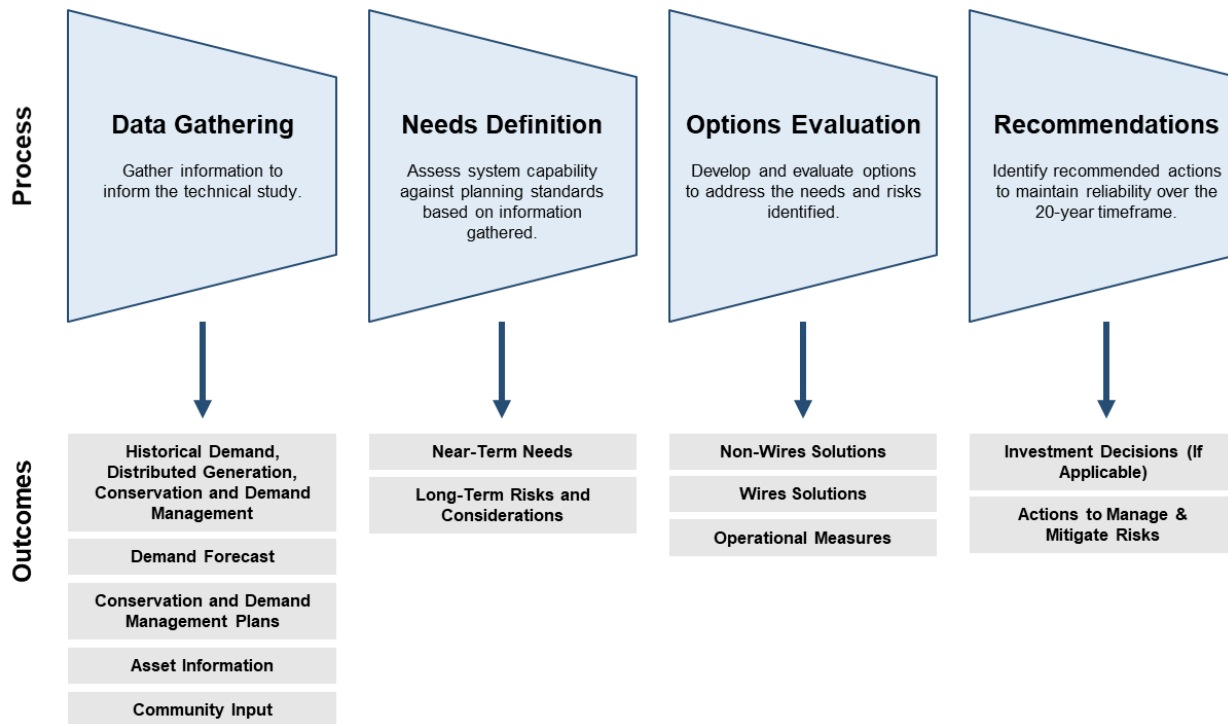 Process
Data Gathering
Gather information to
inform the technical study.
Needs Definition
Assess system capability
against planning standards
based on information
gathered.
Options Evaluation
Develop and evaluate options
to address the needs and risks
identified.
Recommendations
Identify recommended actions
to maintain reliability over the
20-year timeframe.
Outcomes
Historical Demand,
Distributed Generation,
Conservation and Demand
Management
Demand Forecast
Conservation and Demand
Management Plans
Asset Information
Community Input
Near-Term Needs
Long-Term Risks and
Considerations
Non-Wires Solutions
Wires Solutions
Operational Measures
Investment Decisions (If
Applicable)
Actions to Manage &
Mitigate Risks